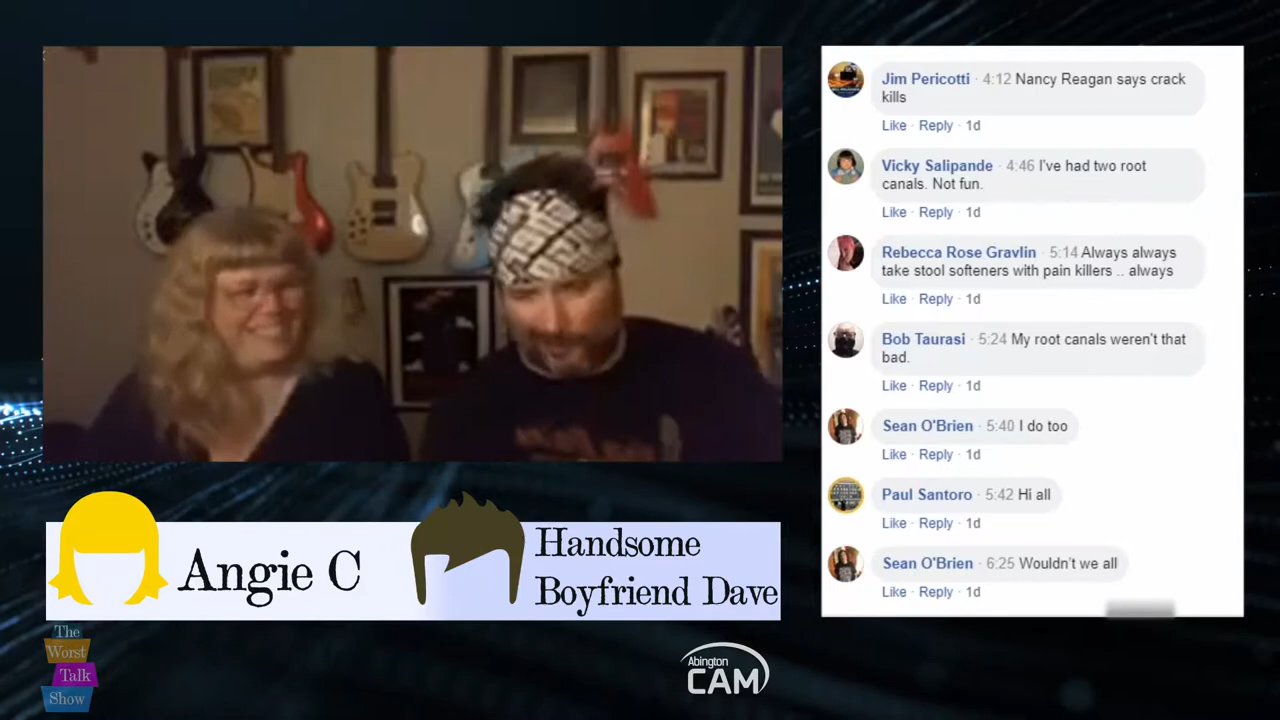 Jim Pericotti · 4:12 Nancy Reagan says crack
kills
Like · Reply · 1d
Vicky Salipande · 4:46 I've had two root
canals. Not fun.
Like · Reply · 1d
Rebecca Rose Gravlin · 5:14 Always always
take stool softeners with pain killers .. always
Like · Reply · 1d
Bob Taurasi · 5:24 My root canals weren't that
bad.
Like · Reply · 1d
Sean O'Brien · 5:40 I do too
Like · Reply · 1d
Paul Santoro · 5:42 Hi all
Like · Reply · 1d
Sean O'Brien · 6:25 Wouldn't we all
Like · Reply · 1d
Angie C
Handsome
Boyfriend Dave
The
Worst
Talk
Show
Abington
CAM